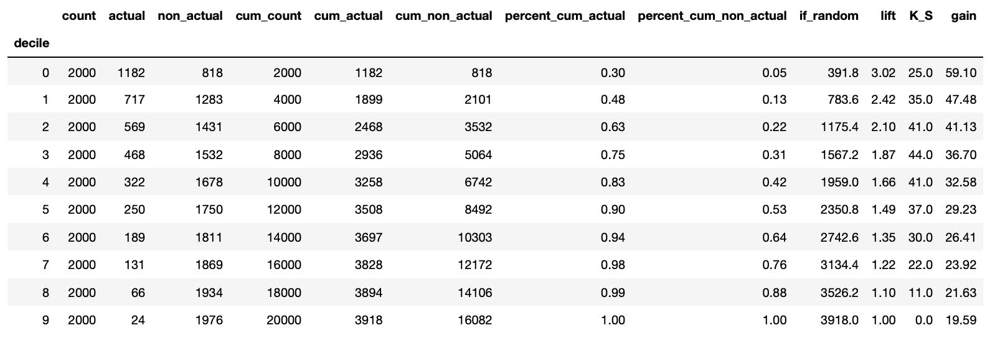 count actual non_actual cum_count cum_actual cum_non_actual percent_cum_actual percent_cum_non_actual if_random lift K_S gain
decile
0 2000 1182 818 2000 1182 818 0.30 0.05 391.8 3.02 25.0 59.10
1 2000 717 1283 4000 1899 2101 0.48 0.13 783.6 2.42 35.0 47.48
2 2000 569 1431 6000 2468 3532 0.63 0.22 1175.4 2.10 41.0 41.13
3 2000 468 1532 8000 2936 5064 0.75 0.31 1567.2 1.87 44.0 36.70
4 2000 322 1678 10000 3258 6742 0.83 0.42 1959.0 1.66 41.0 32.58
5 2000 250 1750 12000 3508 8492 0.90 0.53 2350.8 1.49 37.0 29.23
6 2000 189 1811 14000 3697 10303 0.94 0.64 2742.6 1.35 30.0 26.41
7 2000 131 1869 16000 3828 12172 0.98 0.76 3134.4 1.22 22.0 23.92
8 2000 66 1934 18000 3894 14106 0.99 0.88 3526.2 1.10 11.0 21.63
9 2000 24 1976 20000 3918 16082 1.00 1.00 3918.0 1.00 0.0 19.59